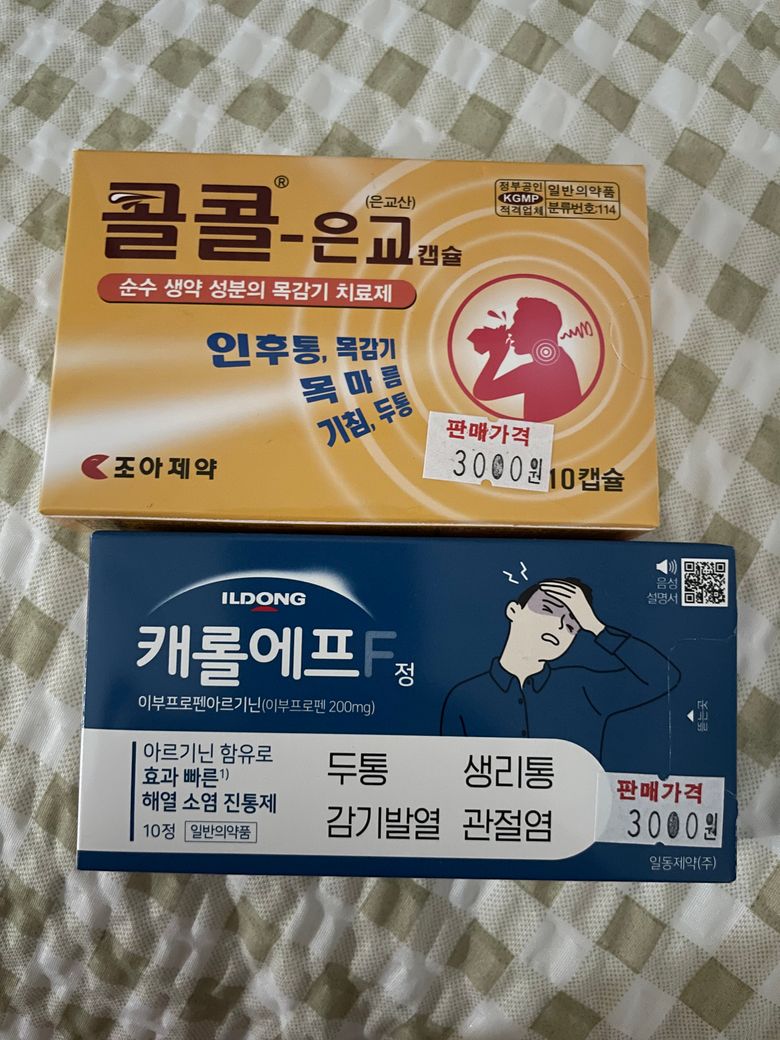 콜콜®-은교캡슐
(은교산)
정부공인 KGMP 적격업체
일반의약품
분류번호:114
순수 생약 성분의 목감기 치료제
인후통, 목감기
목마름
기침, 두통
판매가격
3000원
조아제약
10캡슐
ILDONG
음성
설명서
캐롤에프F정
이부프로펜아르기닌(이부프로펜 200mg)
뜯는곳
아르기닌 함유로
효과 빠른1)
해열 소염 진통제
10정 일반의약품
두통 생리통
감기발열 관절염
판매가격
3000원
일동제약(주)